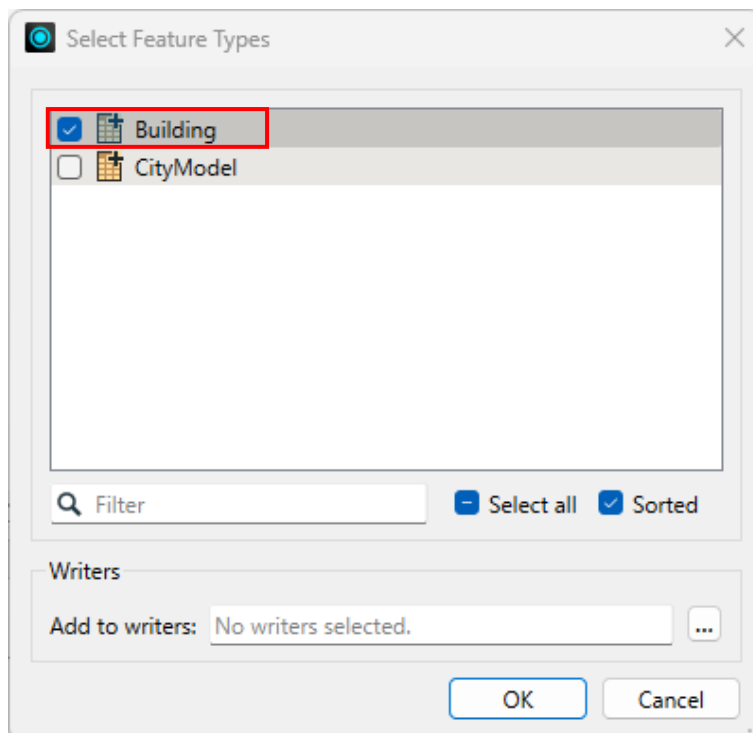 Select Feature Types
Building
CityModel
Filter
Select all
Sorted
Writers
Add to writers: No writers selected. ...
OK
Cancel